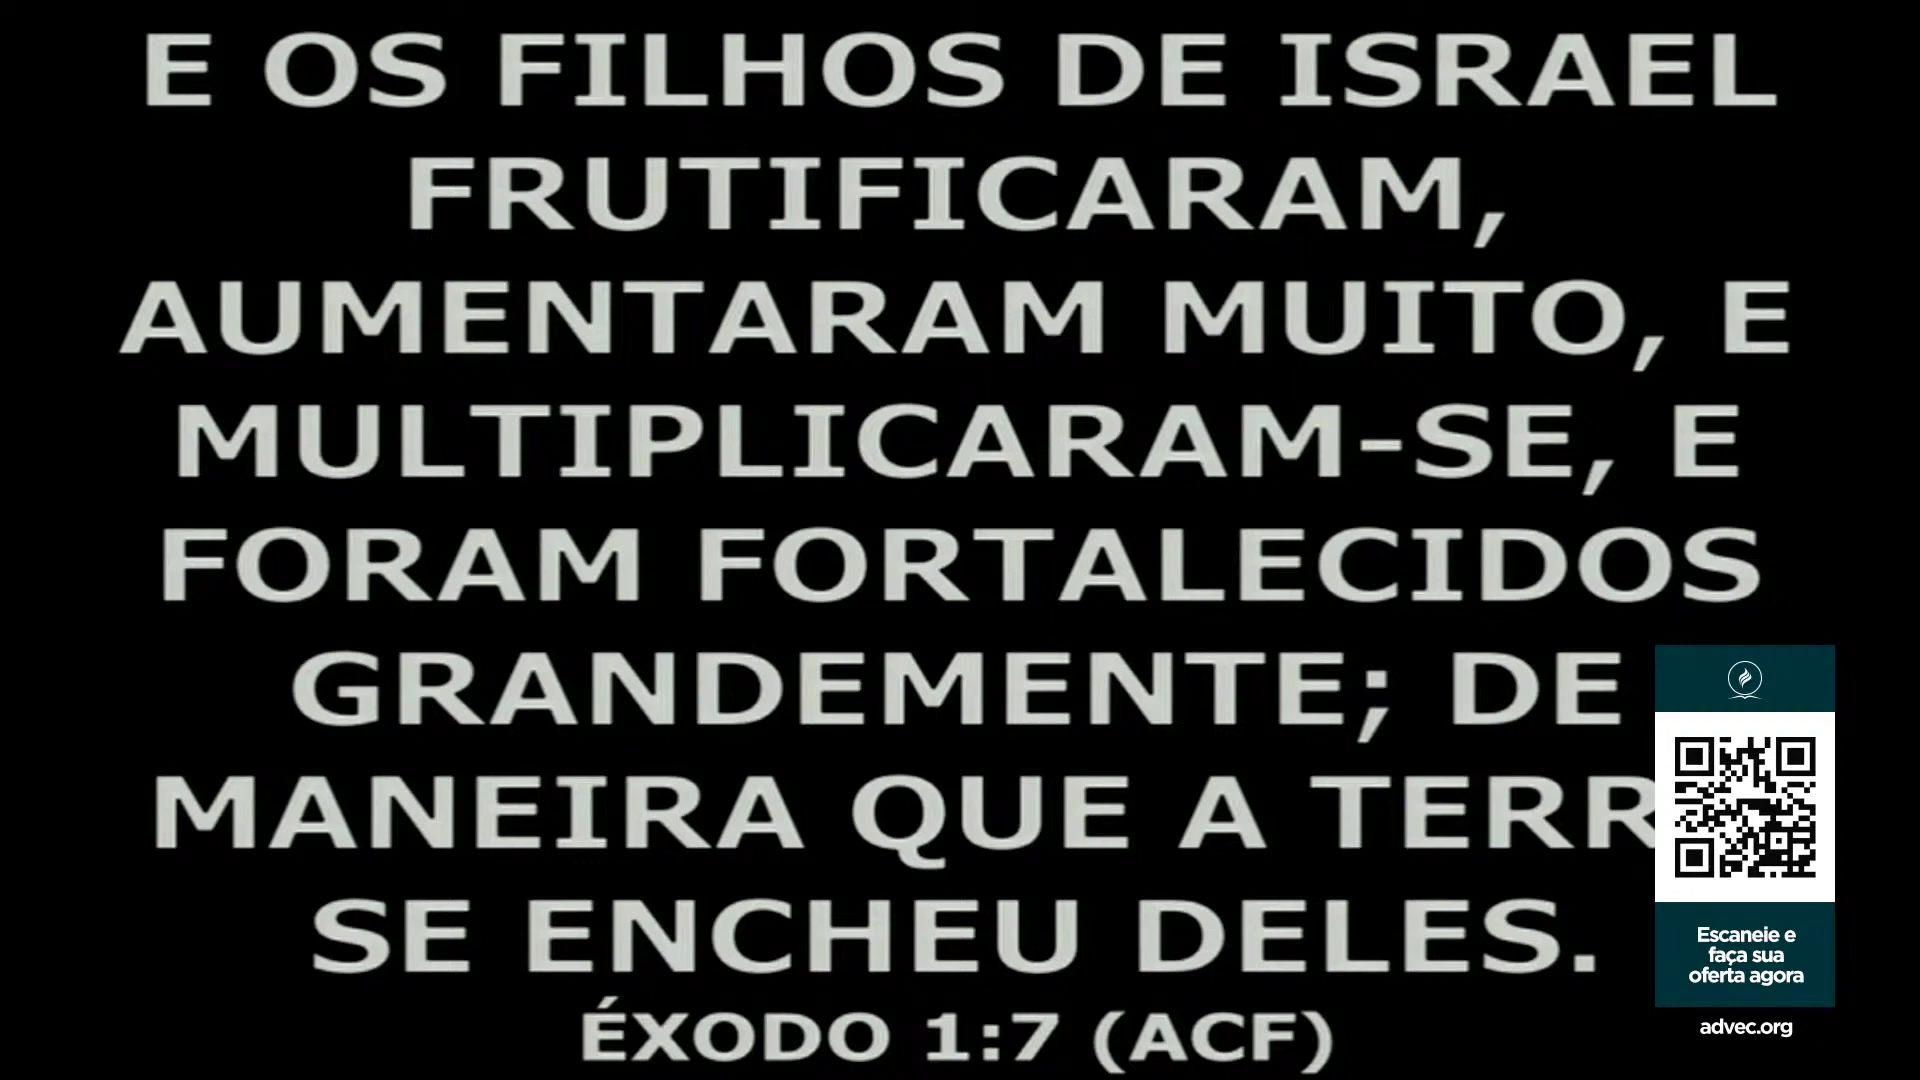 E OS FILHOS DE ISRAEL
FRUTIFICARAM,
AUMENTARAM MUITO, E
MULTIPLICARAM-SE, E
FORAM FORTALECIDOS
GRANDEMENTE; DE
MANEIRA QUE A TERR
SE ENCHEU DELES.
ÉXODO 1:7 (ACF)
Escaneie e
faça sua
oferta agora
advec.org